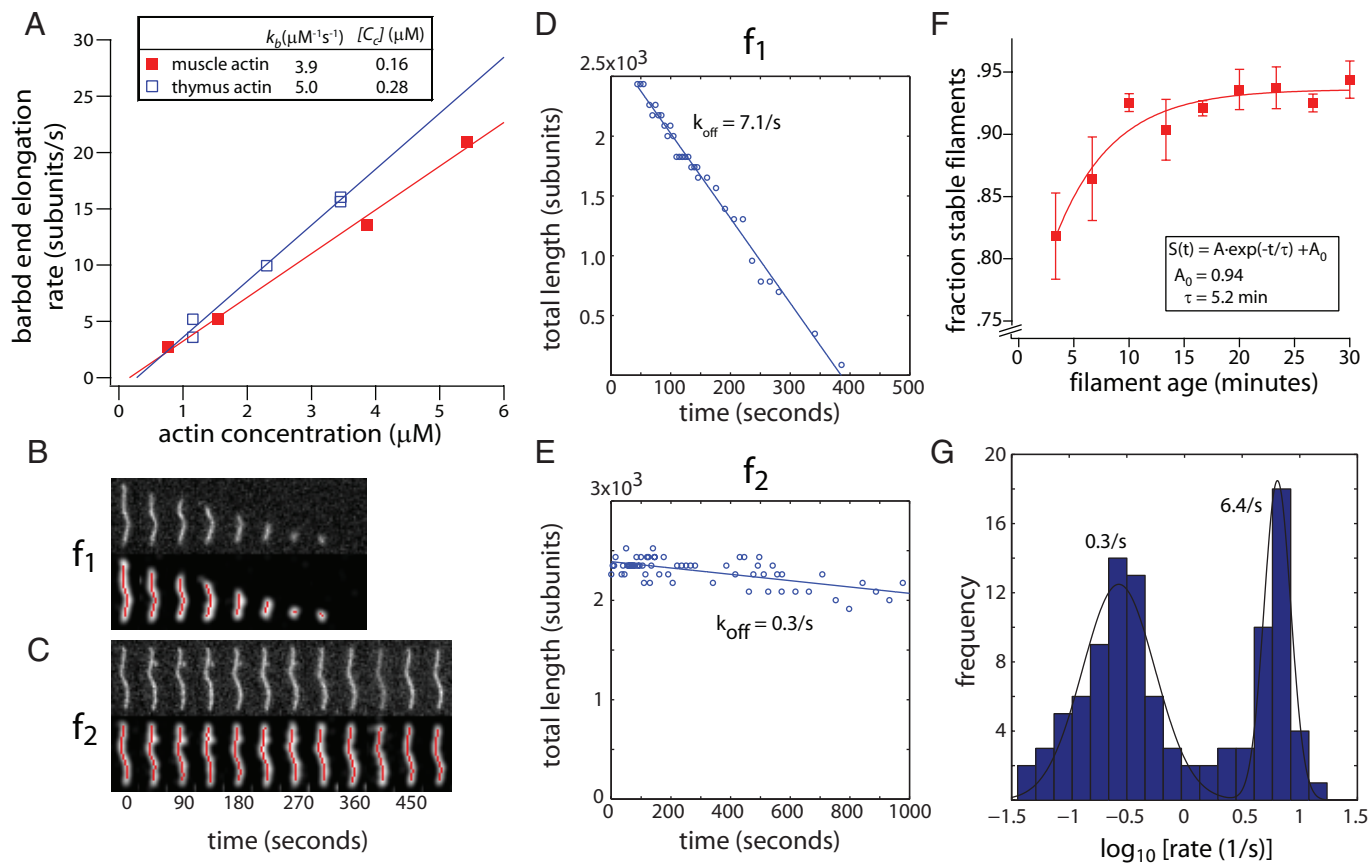 A
barbd end elongation
rate (subunits/s)
30
25
20
15
10
5
0
0 1 2 3 4 5 6
actin concentration (μM)
k_b(μM⁻¹s⁻¹) [C_c] (μM)
muscle actin 3.9 0.16
thymus actin 5.0 0.28
B
f₁
C
f₂
0 90 180 270 360 450
time (seconds)
D
f₁
2.5x10³
2
1.5
1
0.5
total length (subunits)
k_off = 7.1/s
0 100 200 300 400 500
time (seconds)
E
f₂
3x10³
2
1
0
total length (subunits)
k_off = 0.3/s
0 200 400 600 800 1000
time (seconds)
F
fraction stable filaments
.95
.90
.85
.80
.75
S(t) = A·exp(-t/τ) +A₀
A₀ = 0.94
τ = 5.2 min
0 5 10 15 20 25 30
filament age (minutes)
G
frequency
20
16
12
8
4
0
0.3/s
6.4/s
−1.5 −1 −0.5 0 0.5 1 1.5
log₁₀ [rate (1/s)]